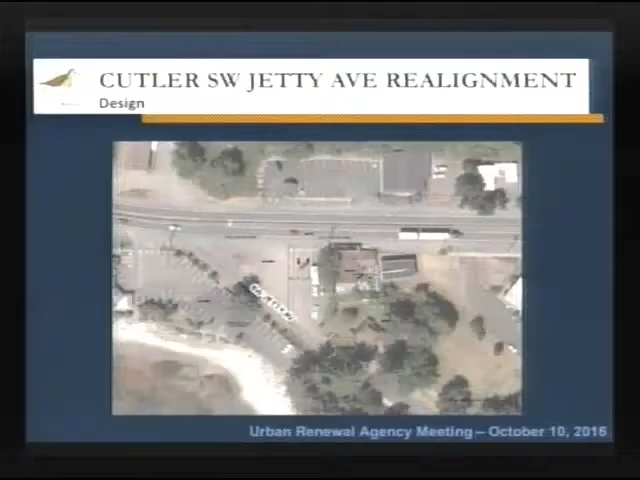 CUTLER SW JETTY AVE REALIGNMENT
Design
Urban Renewal Agency Meeting – October 10, 2016